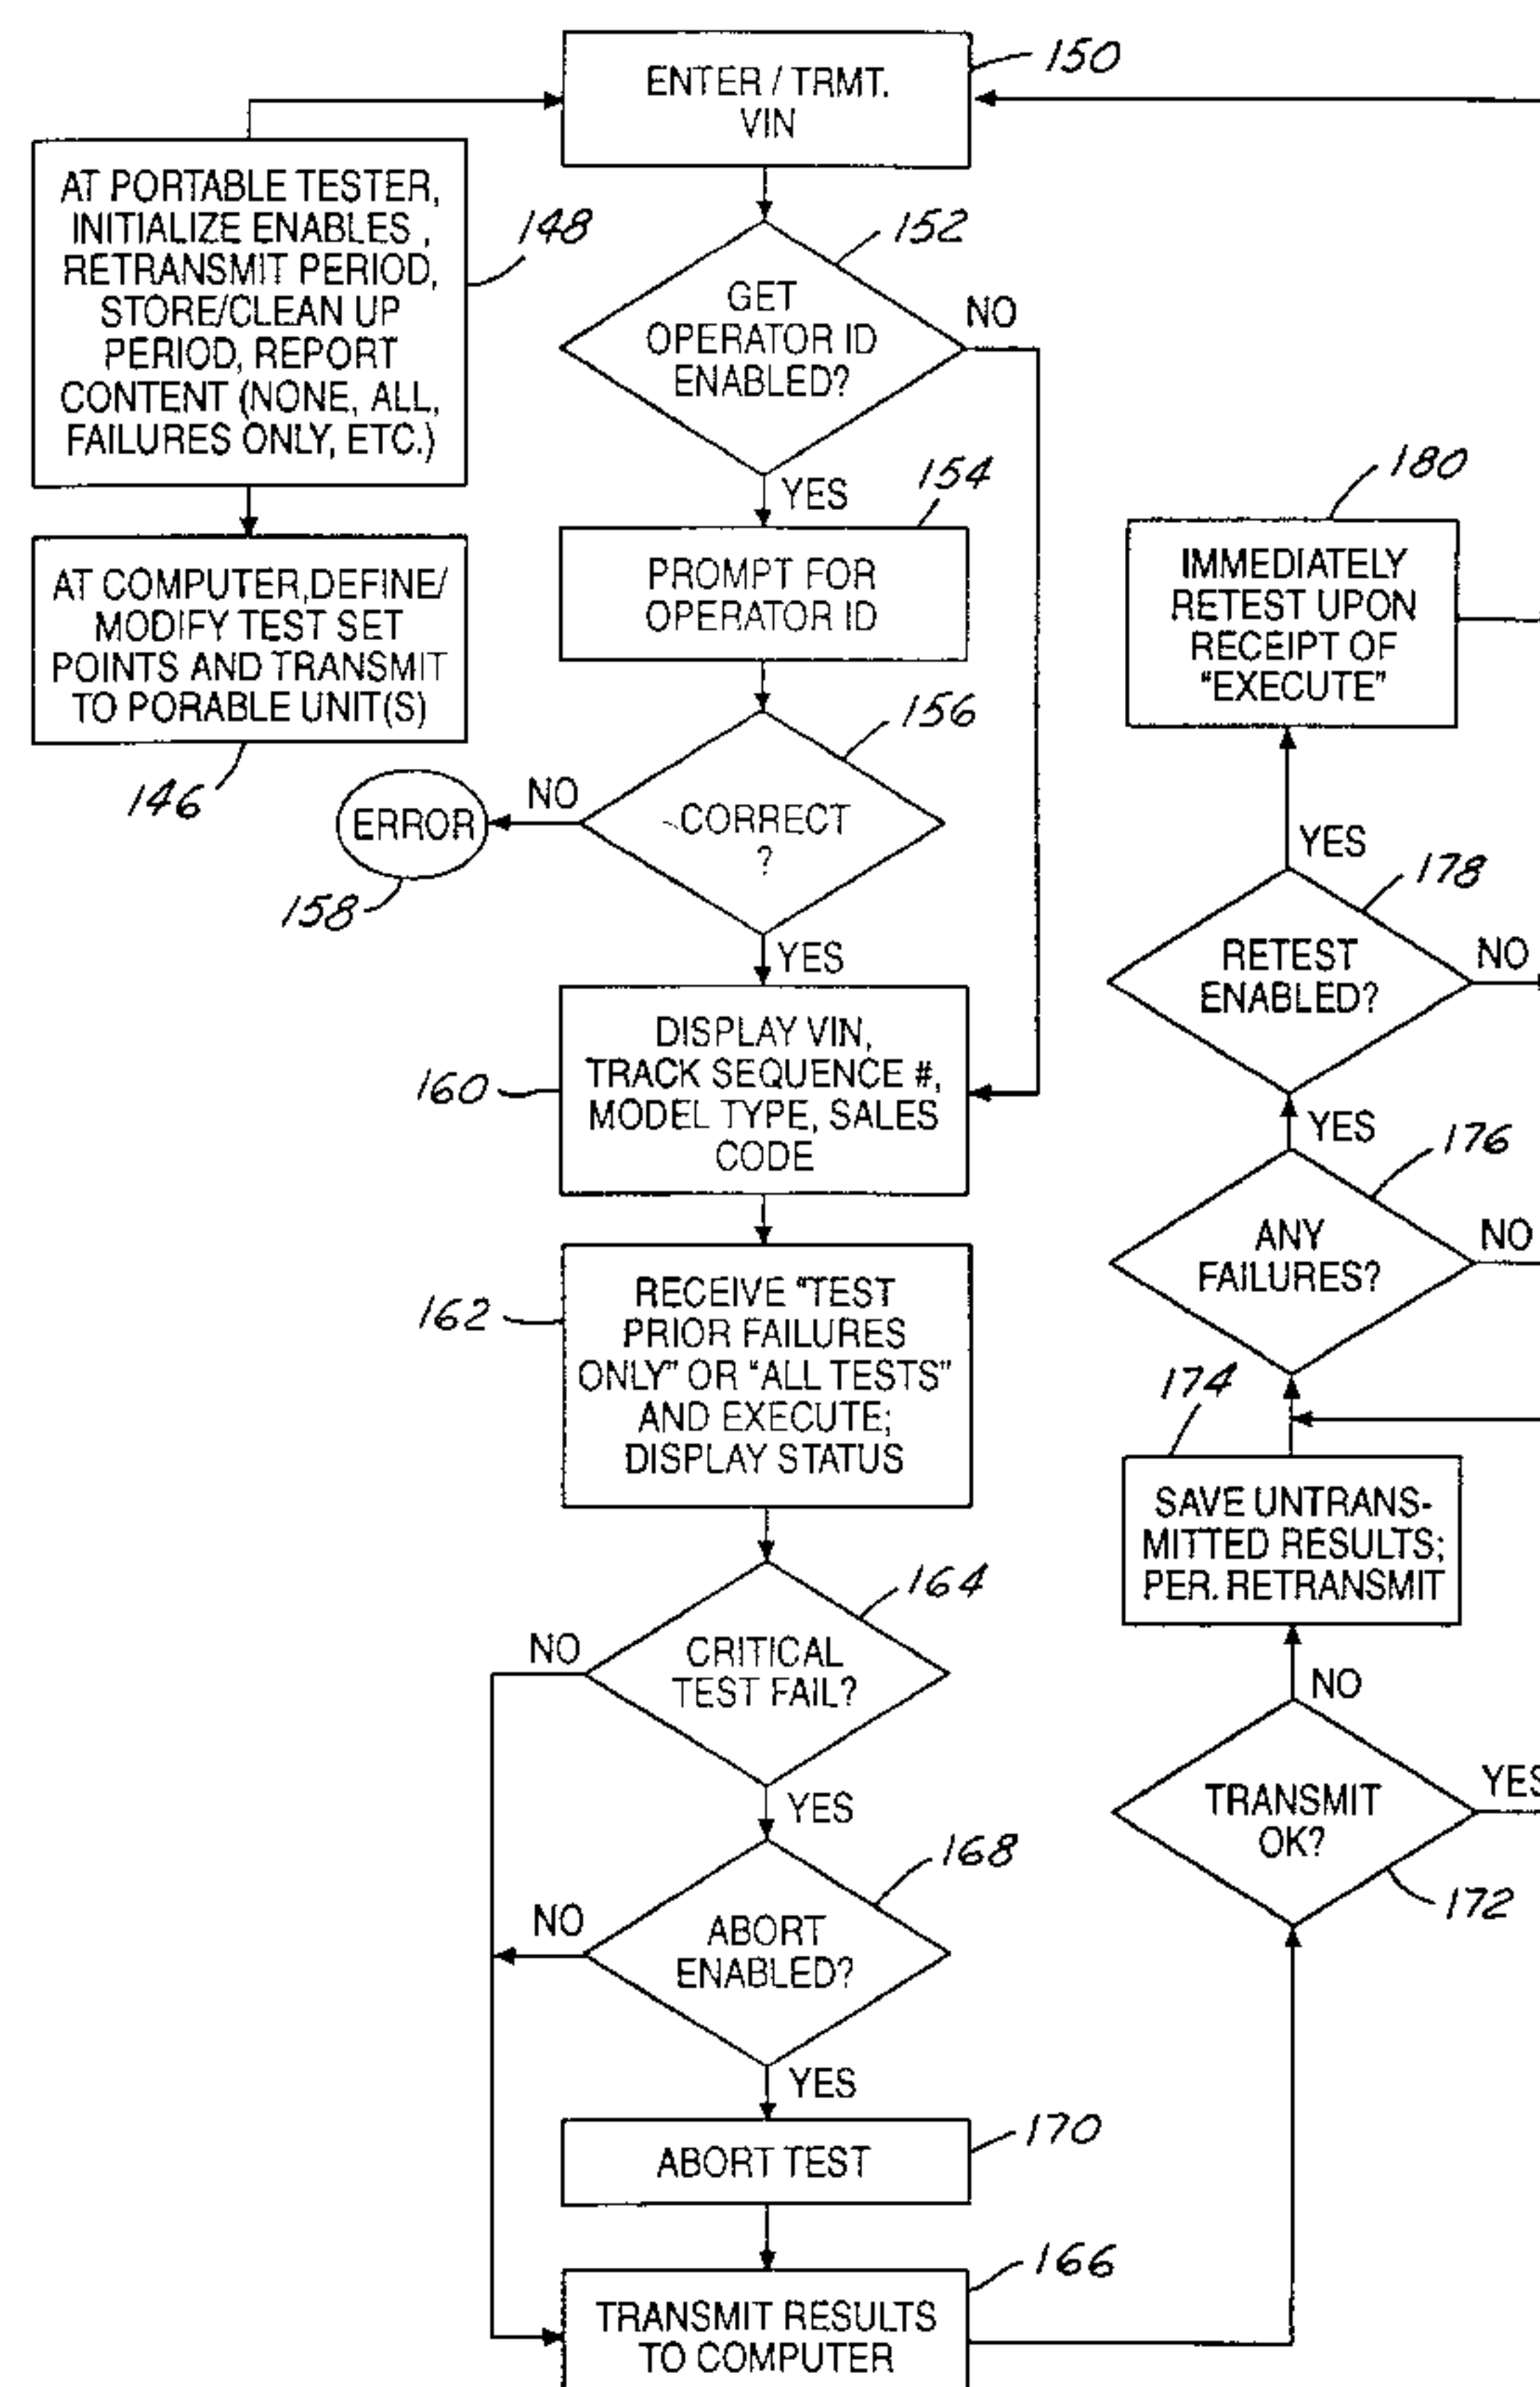 150
ENTER / TRMT.
VIN
AT PORTABLE TESTER,
INITIALIZE ENABLES ,
RETRANSMIT PERIOD,
STORE/CLEAN UP
PERIOD, REPORT
CONTENT (NONE, ALL,
FAILURES ONLY, ETC.)
148
AT COMPUTER,DEFINE/
MODIFY TEST SET
POINTS AND TRANSMIT
TO PORABLE UNIT(S)
146
152
GET
OPERATOR ID
ENABLED?
NO
YES
154
PROMPT FOR
OPERATOR ID
156
CORRECT
?
NO
ERROR
158
YES
160
DISPLAY VIN,
TRACK SEQUENCE #,
MODEL TYPE, SALES
CODE
162
RECEIVE "TEST
PRIOR FAILURES
ONLY" OR "ALL TESTS"
AND EXECUTE;
DISPLAY STATUS
164
CRITICAL
TEST FAIL?
NO
YES
168
ABORT
ENABLED?
NO
YES
170
ABORT TEST
166
TRANSMIT RESULTS
TO COMPUTER
180
IMMEDIATELY
RETEST UPON
RECEIPT OF
"EXECUTE"
YES
178
RETEST
ENABLED?
NO
YES
176
ANY
FAILURES?
NO
174
SAVE UNTRANS-
MITTED RESULTS;
PER. RETRANSMIT
NO
TRANSMIT
OK?
YES
172